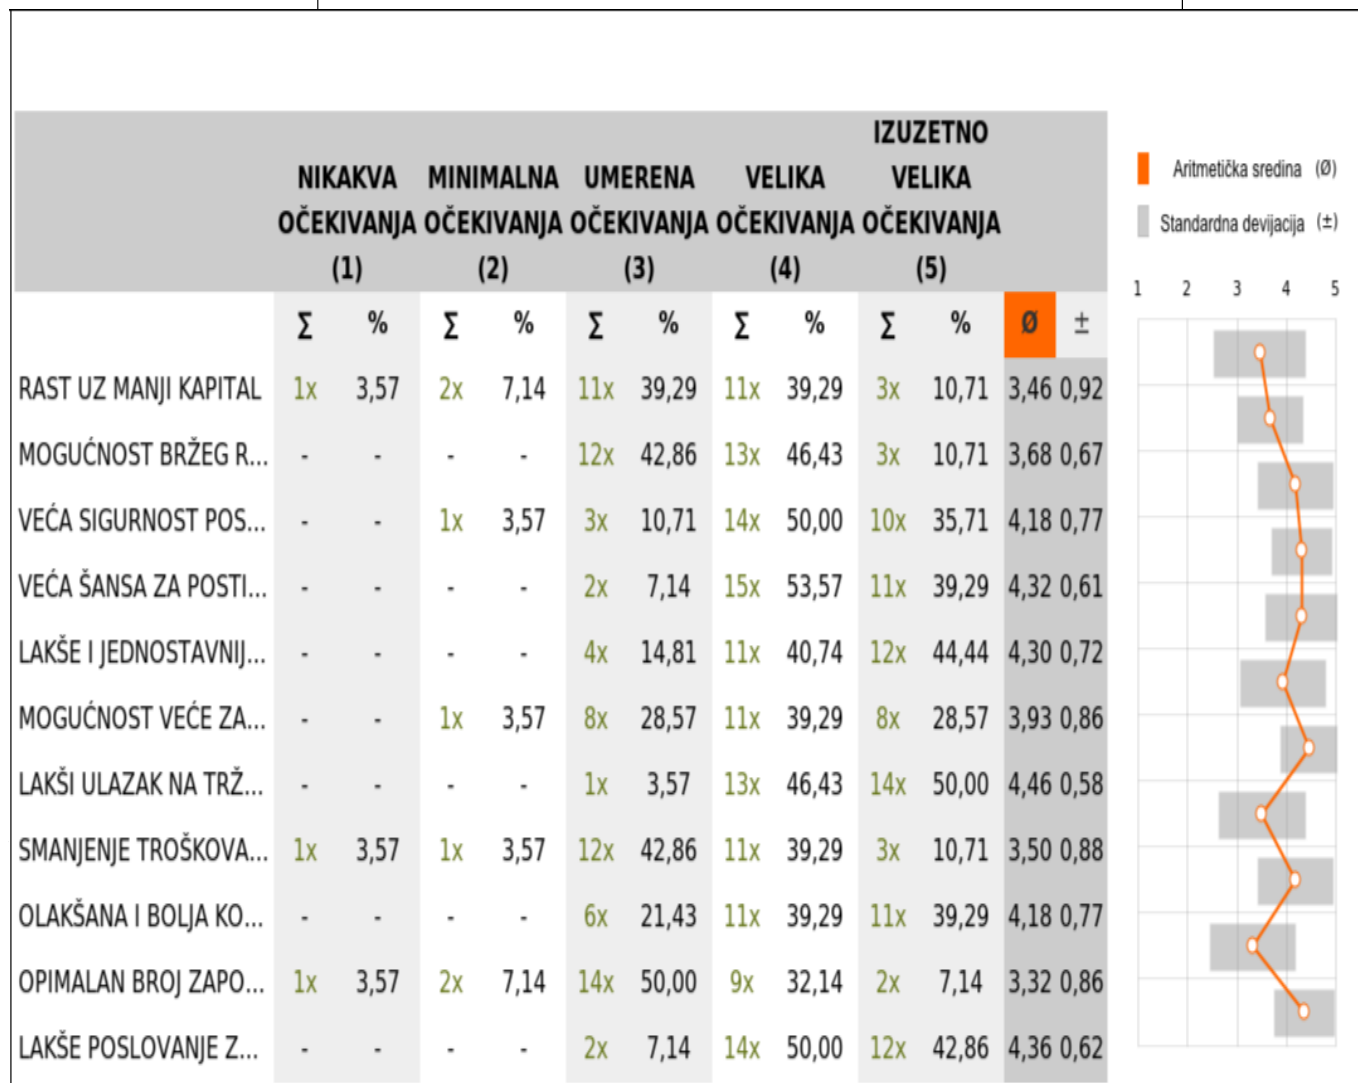 IZUZETNO
NIKAKVA MINIMALNA UMERENA VELIKA VELIKA
OČEKIVANJA OČEKIVANJA OČEKIVANJA OČEKIVANJA OČEKIVANJA
(1) (2) (3) (4) (5)
Σ % Σ % Σ % Σ % Σ % Ø ±
RAST UZ MANJI KAPITAL 1x 3,57 2x 7,14 11x 39,29 11x 39,29 3x 10,71 3,46 0,92
MOGUĆNOST BRŽEG R... - - - - 12x 42,86 13x 46,43 3x 10,71 3,68 0,67
VEĆA SIGURNOST POS... - - 1x 3,57 3x 10,71 14x 50,00 10x 35,71 4,18 0,77
VEĆA ŠANSA ZA POSTI... - - - - 2x 7,14 15x 53,57 11x 39,29 4,32 0,61
LAKŠE I JEDNOSTAVNIJ... - - - - 4x 14,81 11x 40,74 12x 44,44 4,30 0,72
MOGUĆNOST VEĆE ZA... - - 1x 3,57 8x 28,57 11x 39,29 8x 28,57 3,93 0,86
LAKŠI ULAZAK NA TRŽ... - - - - 1x 3,57 13x 46,43 14x 50,00 4,46 0,58
SMANJENJE TROŠKOVA... 1x 3,57 1x 3,57 12x 42,86 11x 39,29 3x 10,71 3,50 0,88
OLAKŠANA I BOLJA KO... - - - - 6x 21,43 11x 39,29 11x 39,29 4,18 0,77
OPIMALAN BROJ ZAPO... 1x 3,57 2x 7,14 14x 50,00 9x 32,14 2x 7,14 3,32 0,86
LAKŠE POSLOVANJE Z... - - - - 2x 7,14 14x 50,00 12x 42,86 4,36 0,62
Aritmetička sredina (Ø)
Standardna devijacija (±)
1 2 3 4 5